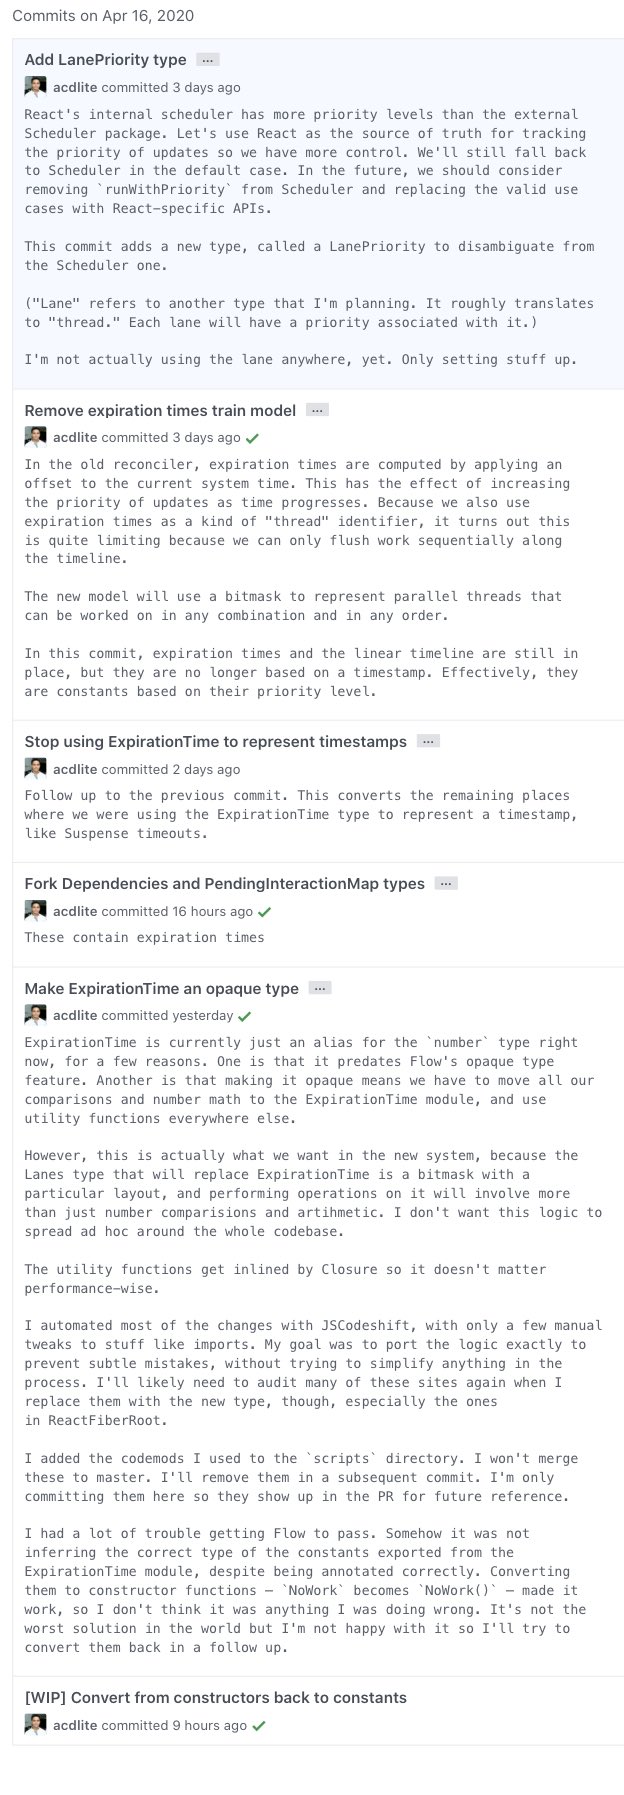 Commits on Apr 16, 2020
Add LanePriority type ...
acdlite committed 3 days ago
React's internal scheduler has more priority levels than the external
Scheduler package. Let's use React as the source of truth for tracking
the priority of updates so we have more control. We'll still fall back
to Scheduler in the default case. In the future, we should consider
removing `runWithPriority` from Scheduler and replacing the valid use
cases with React-specific APIs.
This commit adds a new type, called a LanePriority to disambiguate from
the Scheduler one.
("Lane" refers to another type that I'm planning. It roughly translates
to "thread." Each lane will have a priority associated with it.)
I'm not actually using the lane anywhere, yet. Only setting stuff up.
Remove expiration times train model ...
acdlite committed 3 days ago ✓
In the old reconciler, expiration times are computed by applying an
offset to the current system time. This has the effect of increasing
the priority of updates as time progresses. Because we also use
expiration times as a kind of "thread" identifier, it turns out this
is quite limiting because we can only flush work sequentially along
the timeline.
The new model will use a bitmask to represent parallel threads that
can be worked on in any combination and in any order.
In this commit, expiration times and the linear timeline are still in
place, but they are no longer based on a timestamp. Effectively, they
are constants based on their priority level.
Stop using ExpirationTime to represent timestamps ...
acdlite committed 2 days ago
Follow up to the previous commit. This converts the remaining places
where we were using the ExpirationTime type to represent a timestamp,
like Suspense timeouts.
Fork Dependencies and PendingInteractionMap types ...
acdlite committed 16 hours ago ✓
These contain expiration times
Make ExpirationTime an opaque type ...
acdlite committed yesterday ✓
ExpirationTime is currently just an alias for the `number` type right
now, for a few reasons. One is that it predates Flow's opaque type
feature. Another is that making it opaque means we have to move all our
comparisons and number math to the ExpirationTime module, and use
utility functions everywhere else.
However, this is actually what we want in the new system, because the
Lanes type that will replace ExpirationTime is a bitmask with a
particular layout, and performing operations on it will involve more
than just number comparisions and artihmetic. I don't want this logic to
spread ad hoc around the whole codebase.
The utility functions get inlined by Closure so it doesn't matter
performance-wise.
I automated most of the changes with JSCodeshift, with only a few manual
tweaks to stuff like imports. My goal was to port the logic exactly to
prevent subtle mistakes, without trying to simplify anything in the
process. I'll likely need to audit many of these sites again when I
replace them with the new type, though, especially the ones
in ReactFiberRoot.
I added the codemods I used to the `scripts` directory. I won't merge
these to master. I'll remove them in a subsequent commit. I'm only
committing them here so they show up in the PR for future reference.
I had a lot of trouble getting Flow to pass. Somehow it was not
inferring the correct type of the constants exported from the
ExpirationTime module, despite being annotated correctly. Converting
them to constructor functions — `NoWork` becomes `NoWork()` — made it
work, so I don't think it was anything I was doing wrong. It's not the
worst solution in the world but I'm not happy with it so I'll try to
convert them back in a follow up.
[WIP] Convert from constructors back to constants
acdlite committed 9 hours ago ✓